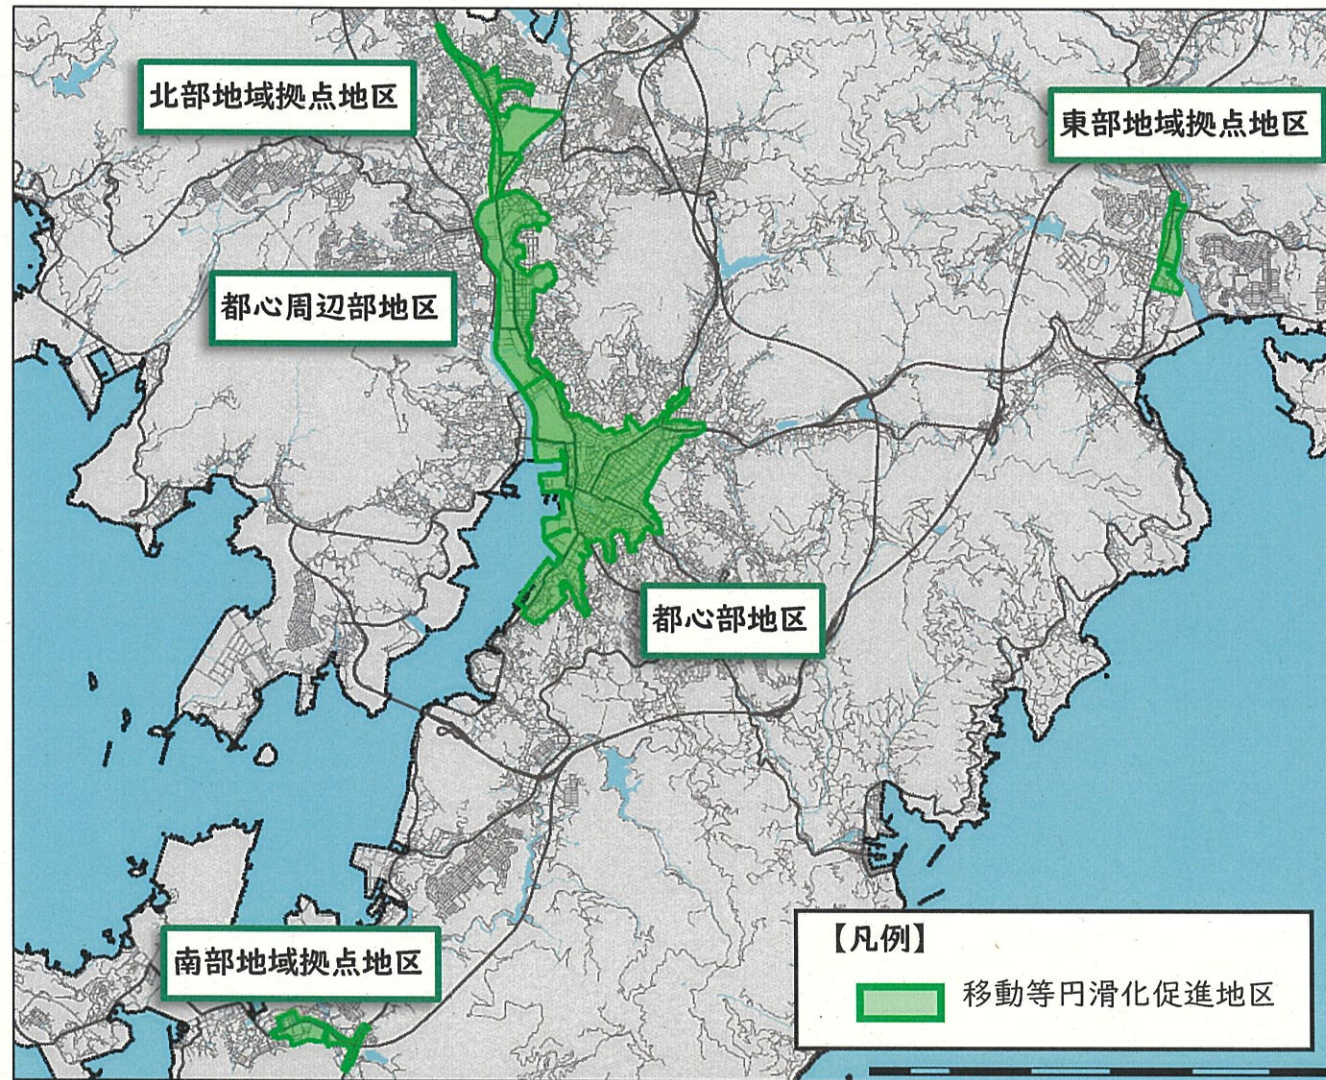 北部地域拠点地区
東部地域拠点地区
都心周辺部地区
都心部地区
南部地域拠点地区
【凡例】
移動等円滑化促進地区